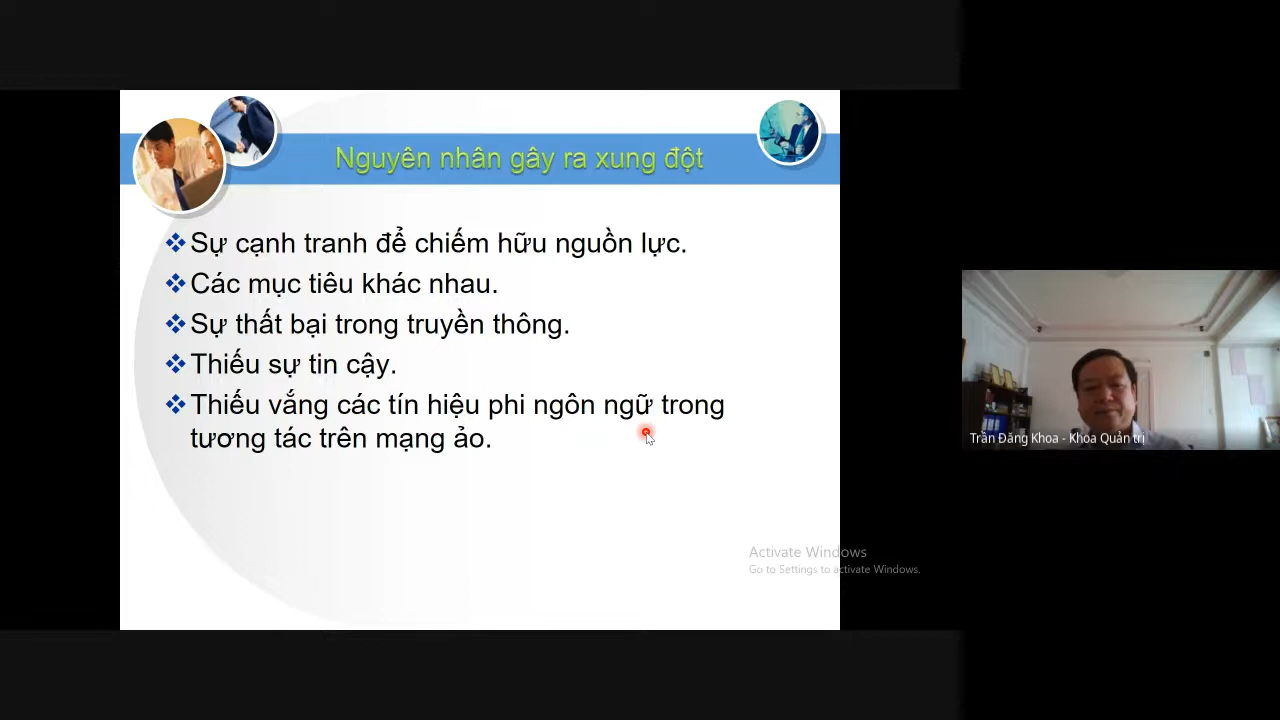 Nguyên nhân gây ra xung đột
Sự cạnh tranh để chiếm hữu nguồn lực.
Các mục tiêu khác nhau.
Sự thất bại trong truyền thông.
Thiếu sự tin cậy.
Thiếu vắng các tín hiệu phi ngôn ngữ trong
tương tác trên mạng ảo.
Trần Đăng Khoa - Khoa Quản trị
Activate Windows
Go to Settings to activate Windows.